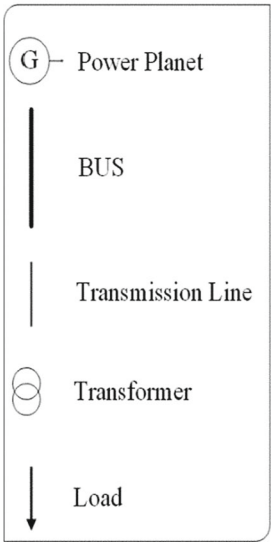 G Power Planet
BUS
Transmission Line
Transformer
Load